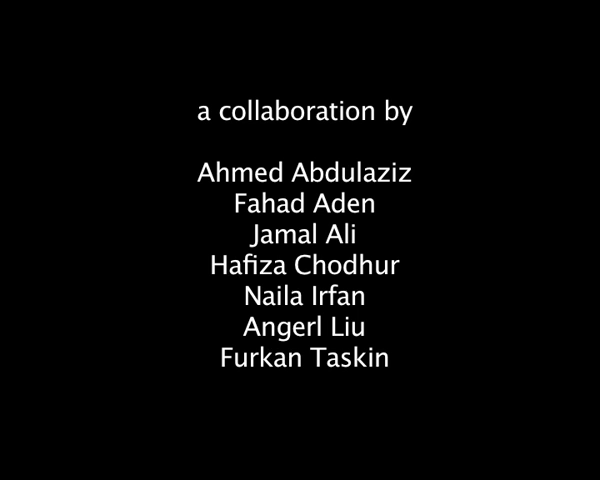 a collaboration by
Ahmed Abdulaziz
Fahad Aden
Jamal Ali
Hafiza Chodhur
Naila Irfan
Angerl Liu
Furkan Taskin